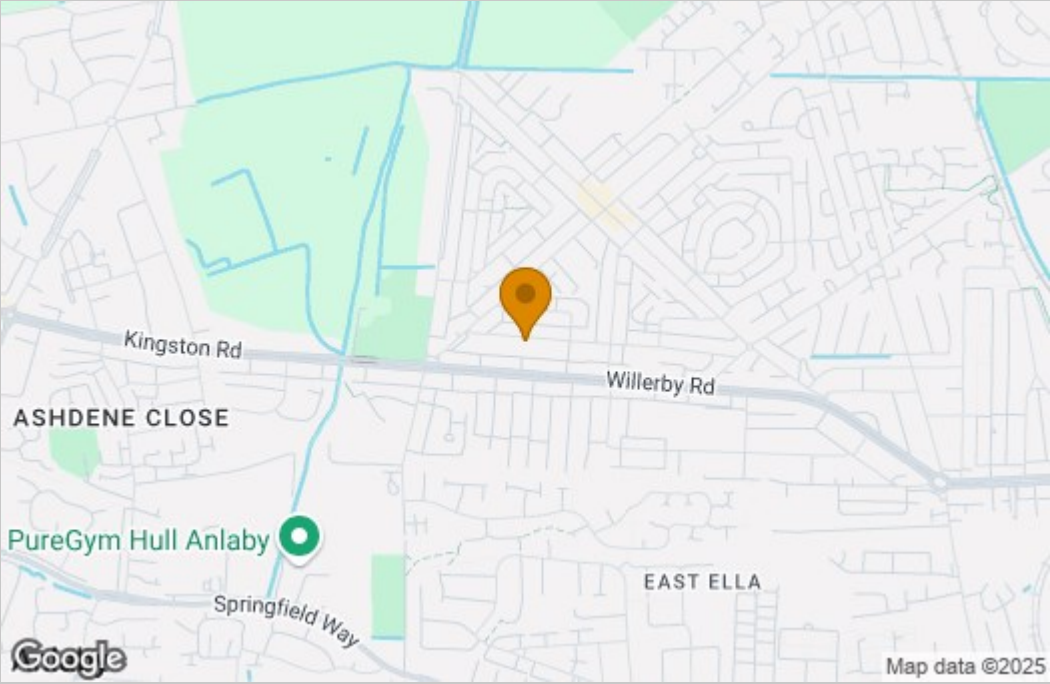 Kingston Rd
Willerby Rd
ASHDENE CLOSE
PureGym Hull Anlaby
EAST ELLA
Springfield Way
Google
Map data ©2025